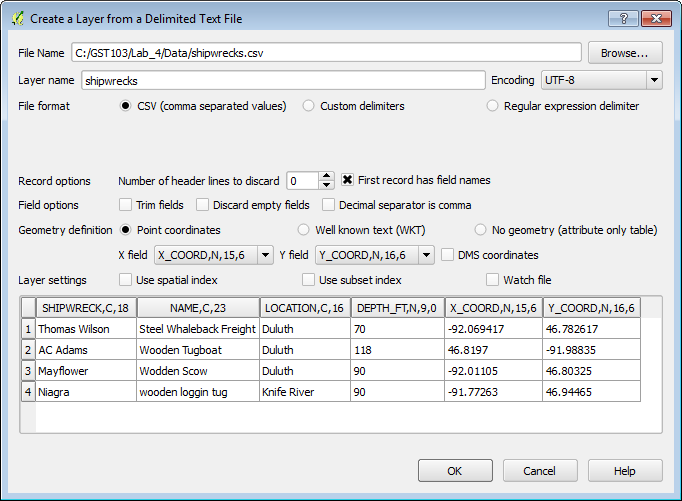 Create a Layer from a Delimited Text File
File Name C:/GST103/Lab_4/Data/shipwrecks.csv Browse...
Layer name shipwrecks Encoding UTF-8
File format CSV (comma separated values) Custom delimiters Regular expression delimiter
Record options Number of header lines to discard 0 First record has field names
Field options Trim fields Discard empty fields Decimal separator is comma
Geometry definition Point coordinates Well known text (WKT) No geometry (attribute only table)
X field X_COORD,N,15,6 Y field Y_COORD,N,16,6 DMS coordinates
Layer settings Use spatial index Use subset index Watch file
SHIPWRECK,C,18 NAME,C,23 LOCATION,C,16 DEPTH_FT,N,9,0 X_COORD,N,15,6 Y_COORD,N,16,6
1 Thomas Wilson Steel Whaleback Freight Duluth 70 -92.069417 46.782617
2 AC Adams Wooden Tugboat Duluth 118 46.8197 -91.98835
3 Mayflower Wodden Scow Duluth 90 -92.01105 46.80325
4 Niagra wooden loggin tug Knife River 90 -91.77263 46.94465
OK Cancel Help